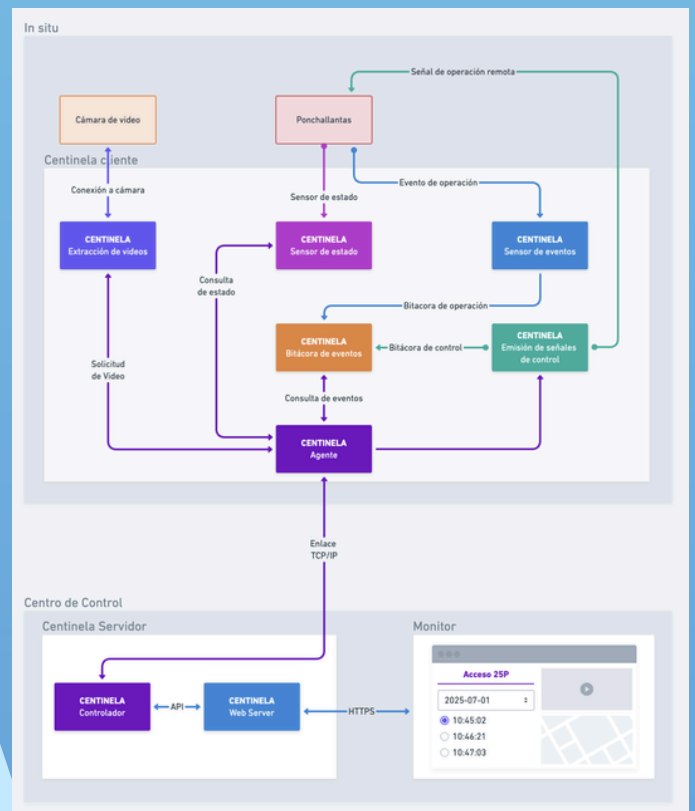 In situ
Señal de operación remota
Cámara de video
Ponchallantas
Centinela cliente
Conexión a cámara
Evento de operación
Sensor de estado
CENTINELA
Extracción de videos
CENTINELA
Sensor de estado
CENTINELA
Sensor de eventos
Consulta
de estado
Bitacora de operación
CENTINELA
Bitácora de eventos
Bitácora de control
CENTINELA
Emisión de señales
de control
Solicitud
de Video
Consulta de eventos
CENTINELA
Agente
Enlace
TCP/IP
Centro de Control
Centinela Servidor
Monitor
Acceso 25P
2025-07-01
10:45:02
10:46:21
10:47:03
CENTINELA
Controlador
API
CENTINELA
Web Server
HTTPS